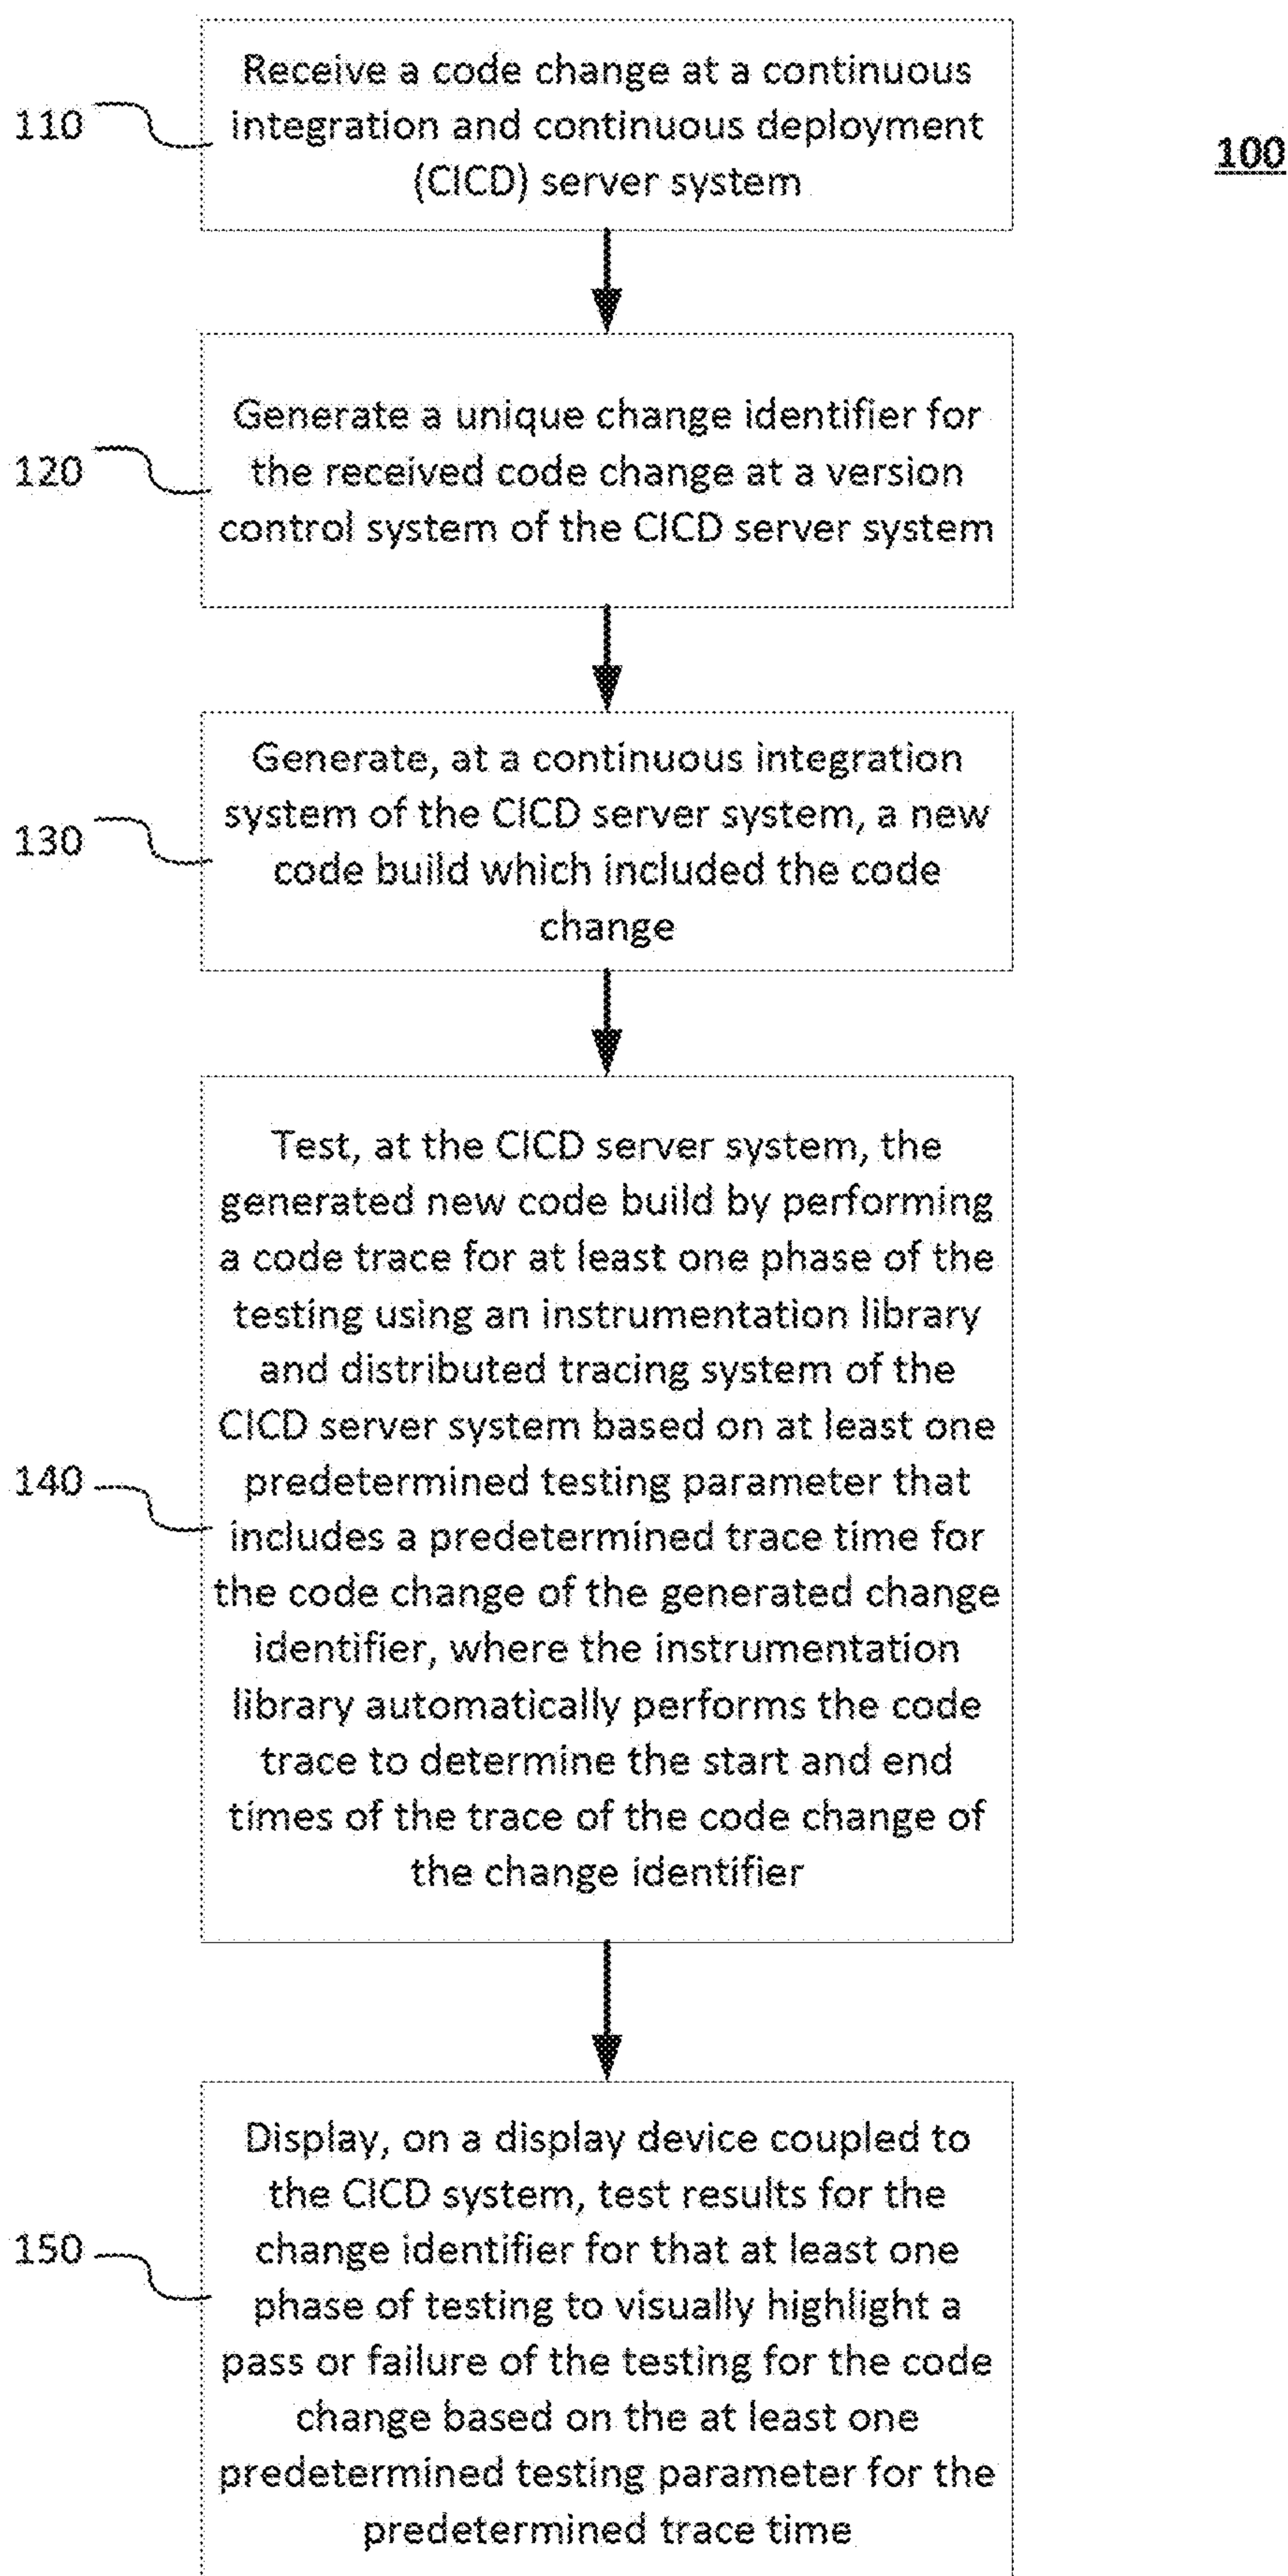 Receive a code change at a continuous
integration and continuous deployment
(CICD) server system
110
100
Generate a unique change identifier for
the received code change at a version
control system of the CICD server system
120
Generate, at a continuous integration
system of the CICD server system, a new
code build which included the code
change
130
Test, at the CICD server system, the
generated new code build by performing
a code trace for at least one phase of the
testing using an instrumentation library
and distributed tracing system of the
CICD server system based on at least one
predetermined testing parameter that
includes a predetermined trace time for
the code change of the generated change
identifier, where the instrumentation
library automatically performs the code
trace to determine the start and end
times of the trace of the code change of
the change identifier
140
Display, on a display device coupled to
the CICD system, test results for the
change identifier for that at least one
phase of testing to visually highlight a
pass or failure of the testing for the code
change based on the at least one
predetermined testing parameter for the
predetermined trace time
150